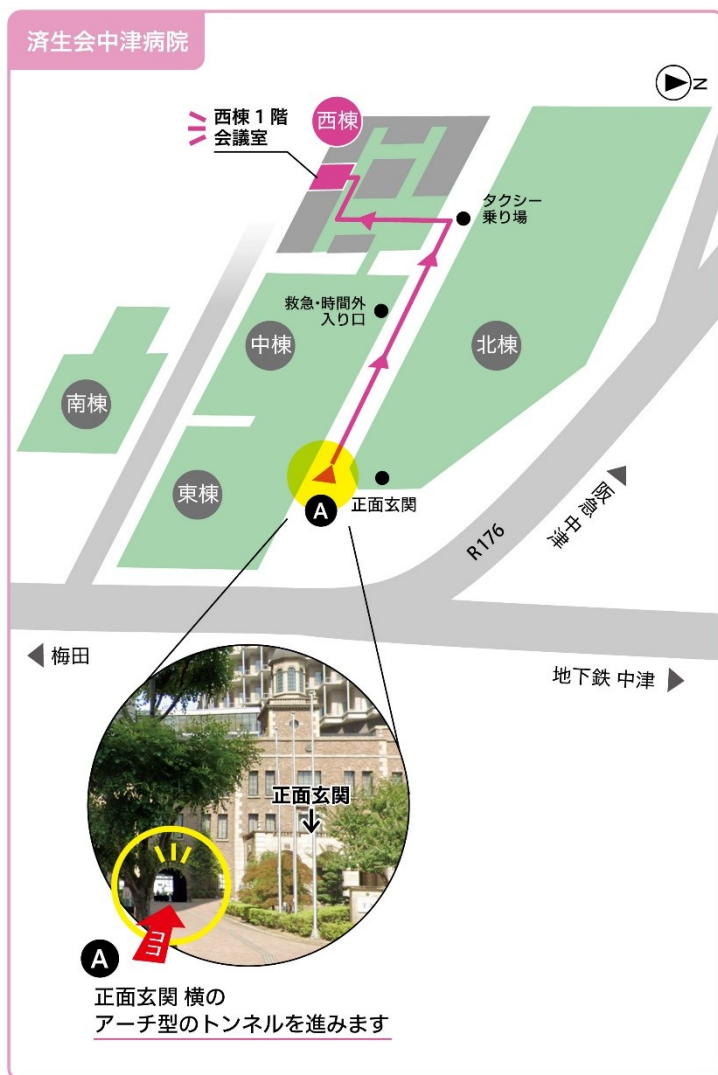 済生会中津病院
N
西棟1階
会議室
西棟
タクシー
乗り場
救急・時間外
入り口
中棟
北棟
南棟
東棟
A
正面玄関
R176
阪急中津
梅田
地下鉄 中津
正面玄関
ココ
A
正面玄関 横の
アーチ型のトンネルを進みます